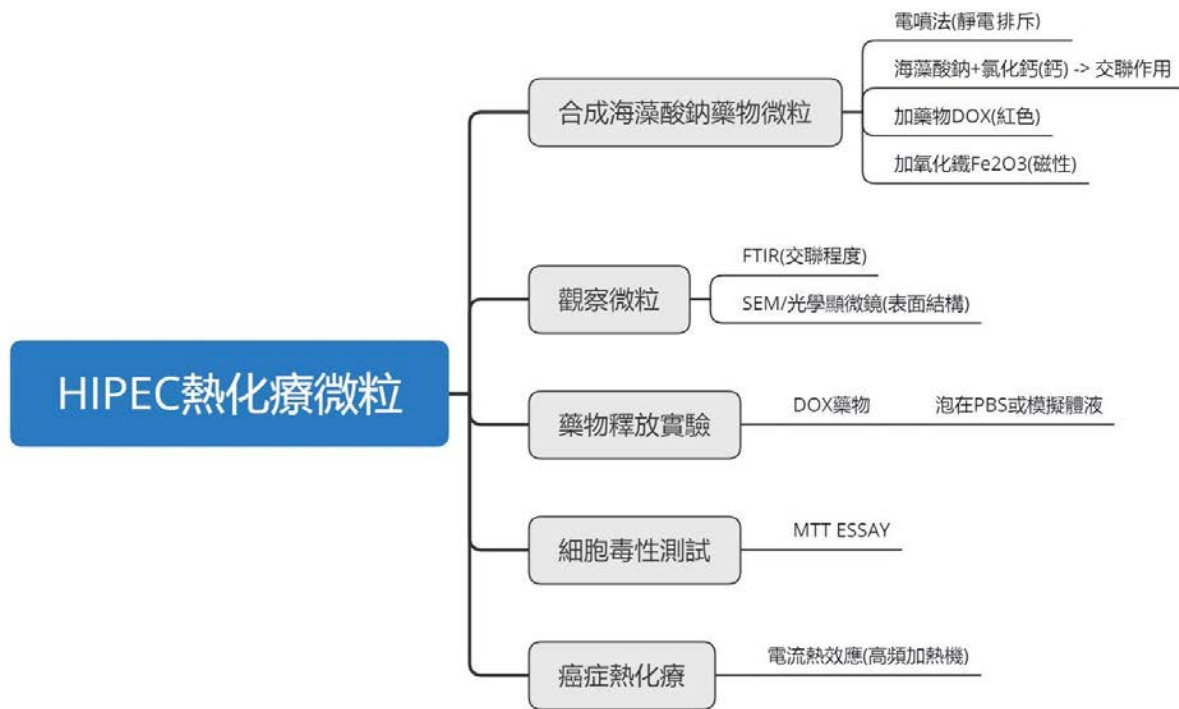 HIPEC熱化療微粒
合成海藻酸鈉藥物微粒
電噴法(靜電排斥)
海藻酸鈉+氯化鈣(鈣) -> 交聯作用
加藥物DOX(紅色)
加氧化鐵Fe2O3(磁性)
觀察微粒
FTIR(交聯程度)
SEM/光學顯微鏡(表面結構)
藥物釋放實驗
DOX藥物 泡在PBS或模擬體液
細胞毒性測試
MTT ESSAY
癌症熱化療
電流熱效應(高頻加熱機)